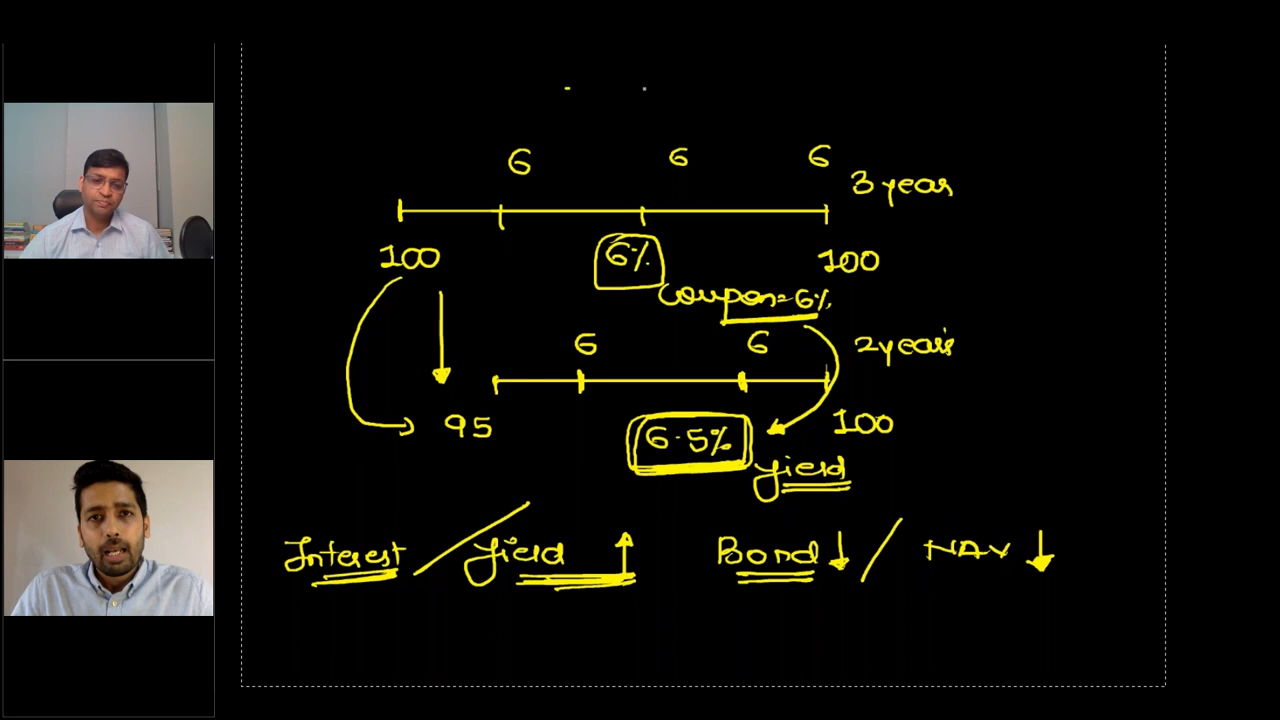 6 6 6
3 year
100 6% 100
coupon=6%
6 6 2 years
95 6.5% 100
yield
Interest / yield ↑ Bond ↓ / NAV ↓